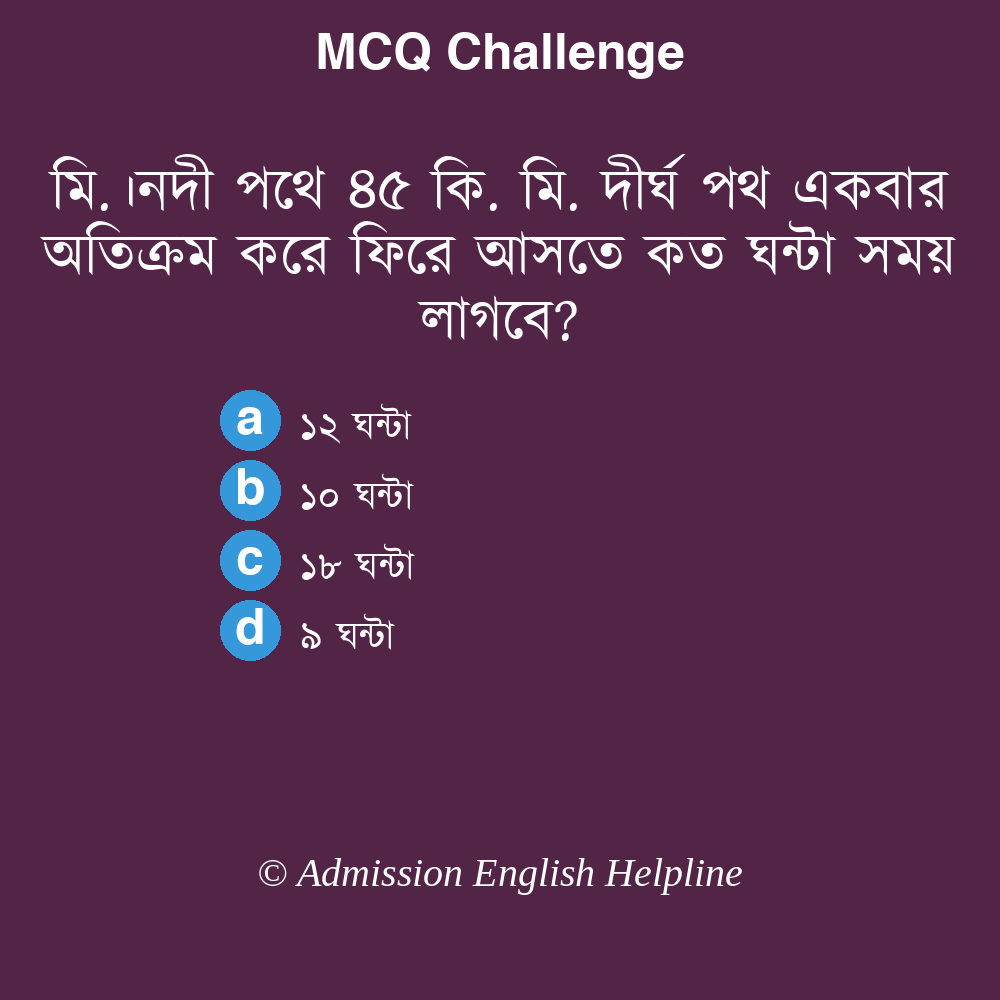 MCQ Challenge
মি.।নদী পথে ৪৫ কি. মি. দীর্ঘ পথ একবার
অতিক্রম করে ফিরে আসতে কত ঘন্টা সময়
লাগবে?
a ১২ ঘন্টা
b ১০ ঘন্টা
c ১৮ ঘন্টা
d ৯ ঘন্টা
© Admission English Helpline